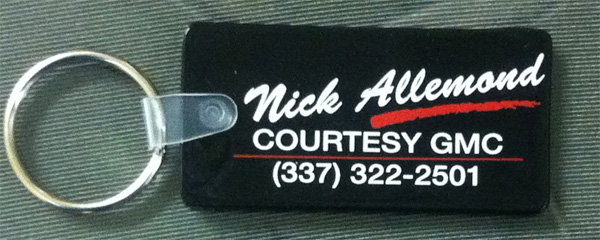 Nick Allemond
COURTESY GMC
(337) 322-2501